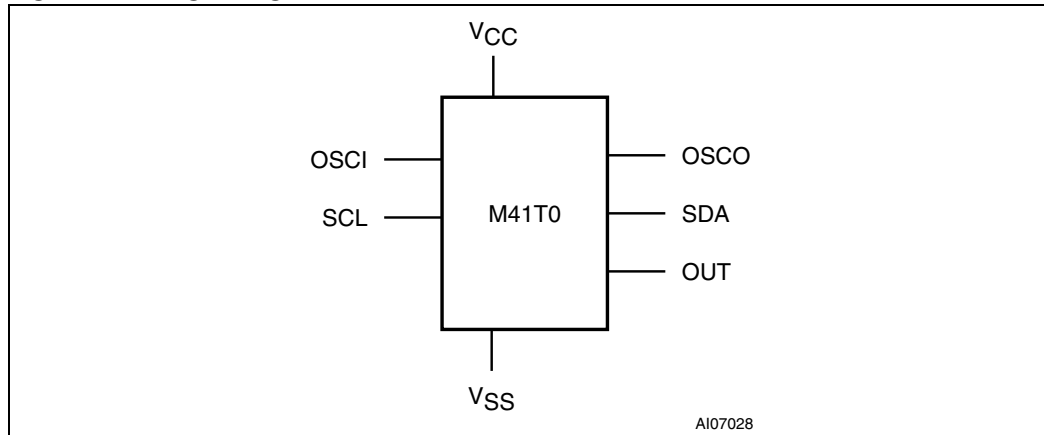 VCC
OSCI
OSCO
SCL
M41T0
SDA
OUT
VSS
AI07028